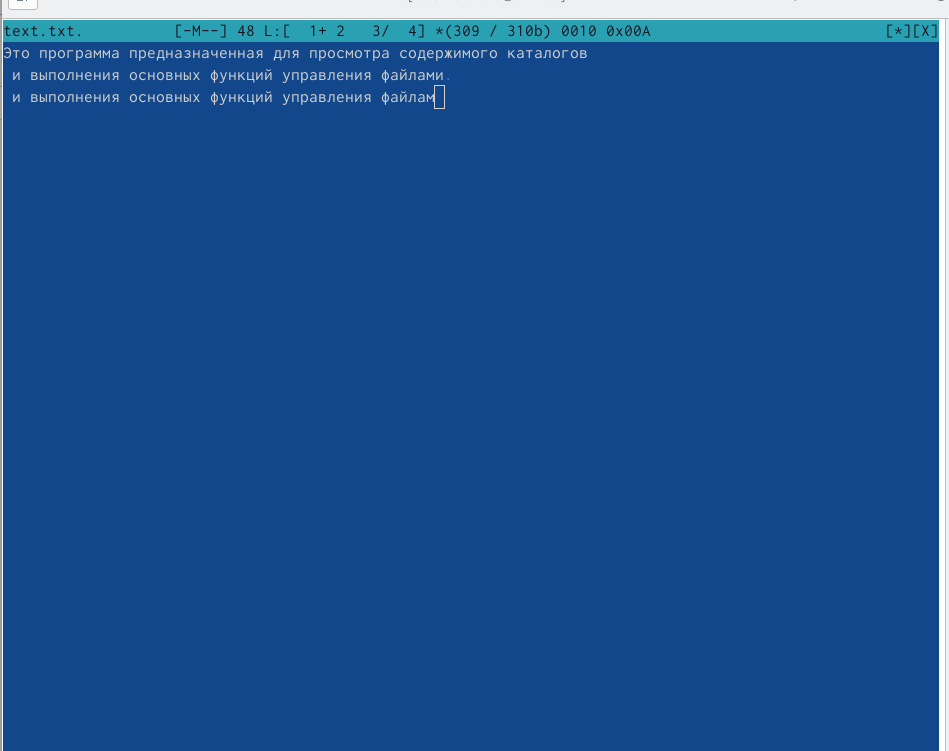 text.txt. [-M--] 48 L:[ 1+ 2 3/ 4] *(309 / 310b) 0010 0x00A [*][X]
Это программа предназначенная для просмотра содержимого каталогов
и выполнения основных функций управления файлами.
и выполнения основных функций управления файлам